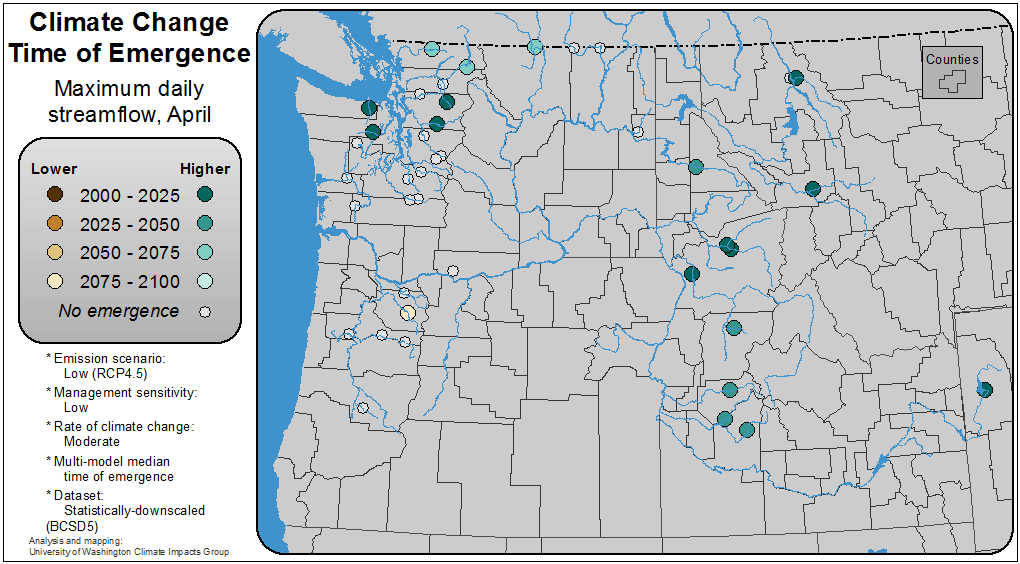 Climate Change
Time of Emergence
Maximum daily
streamflow, April
Lower Higher
2000 - 2025
2025 - 2050
2050 - 2075
2075 - 2100
No emergence
* Emission scenario:
Low (RCP4.5)
* Management sensitivity:
Low
* Rate of climate change:
Moderate
* Multi-model median
time of emergence
* Dataset:
Statistically-downscaled
(BCSD5)
Analysis and mapping:
University of Washington Climate Impacts Group
Counties